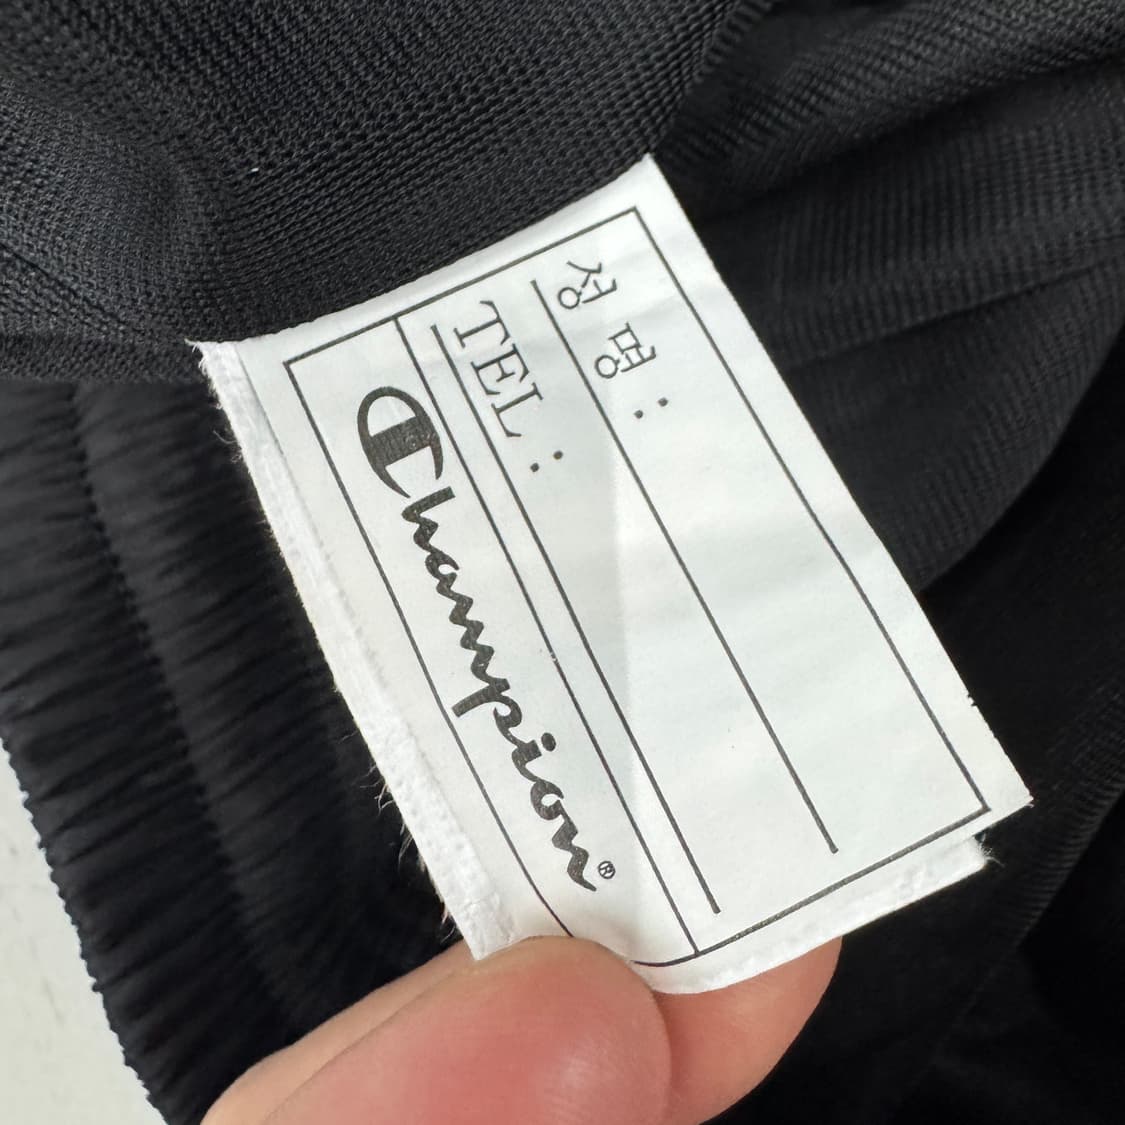 성 명 :
TEL :
Champion®